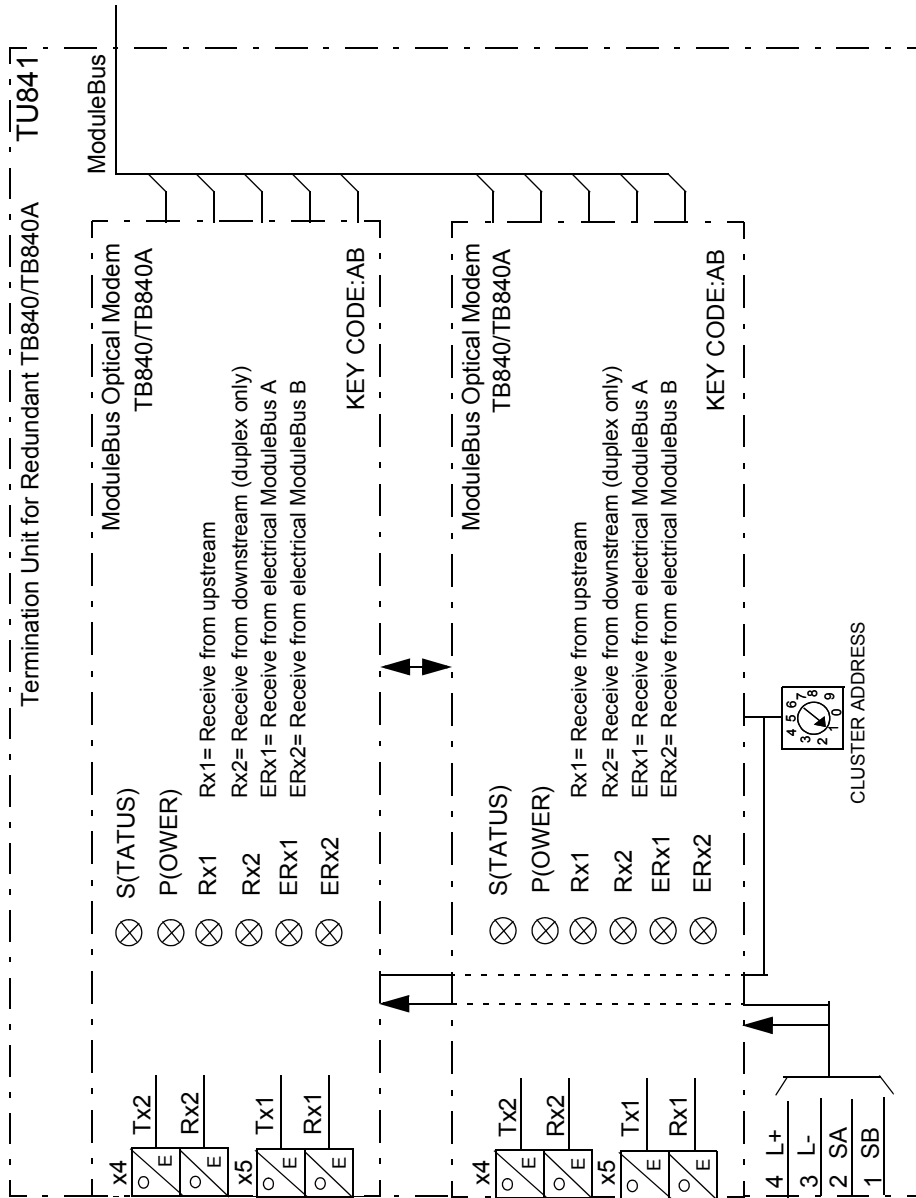 Termination Unit for Redundant TB840/TB840A
TU841
ModuleBus
ModuleBus Optical Modem
TB840/TB840A
S(TATUS)
P(OWER)
Rx1
Rx1= Receive from upstream
Rx2
Rx2= Receive from downstream (duplex only)
ERx1
ERx1= Receive from electrical ModuleBus A
ERx2
ERx2= Receive from electrical ModuleBus B
KEY CODE:AB
x4
O
E
Tx2
O
E
Rx2
x5
O
E
Tx1
O
E
Rx1
ModuleBus Optical Modem
TB840/TB840A
S(TATUS)
P(OWER)
Rx1
Rx1= Receive from upstream
Rx2
Rx2= Receive from downstream (duplex only)
ERx1
ERx1= Receive from electrical ModuleBus A
ERx2
ERx2= Receive from electrical ModuleBus B
KEY CODE:AB
x4
O
E
Tx2
O
E
Rx2
x5
O
E
Tx1
O
E
Rx1
4 L+
3 L-
2 SA
1 SB
0 1 2 3 4 5 6 7 8 9
CLUSTER ADDRESS